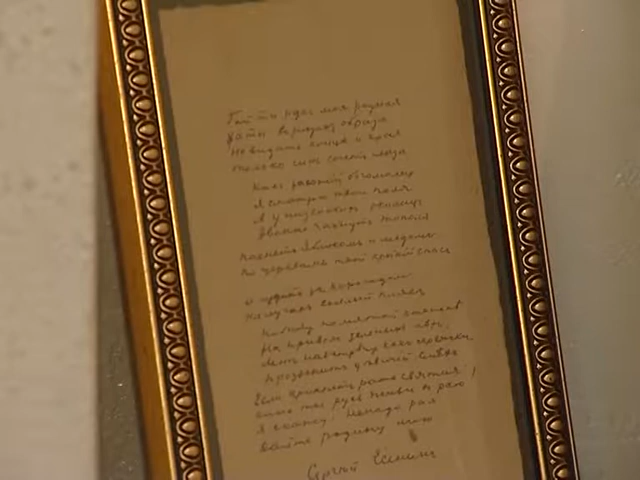 Гой ты Русь моя родная
Хаты в ризах образа
Не видать конца и края
Только синь сосет глаза
Как захожий богомолец
Я смотрю твои поля
А у низеньких околиц
Звонно чахнут тополя
Пахнет яблоком и медом
По церквам твой кроткий спас
И гудит за корогодом
На лугах веселый пляс
Побегу по мятой стежке
На приволь зеленых лех
Мне навстречу как сережки
Прозвенит девичий смех
Если крикнет рать святая
Кинь ты Русь живи в раю!
Я скажу: Ненадо рая
Дайте родину мою
Сергей Есенин